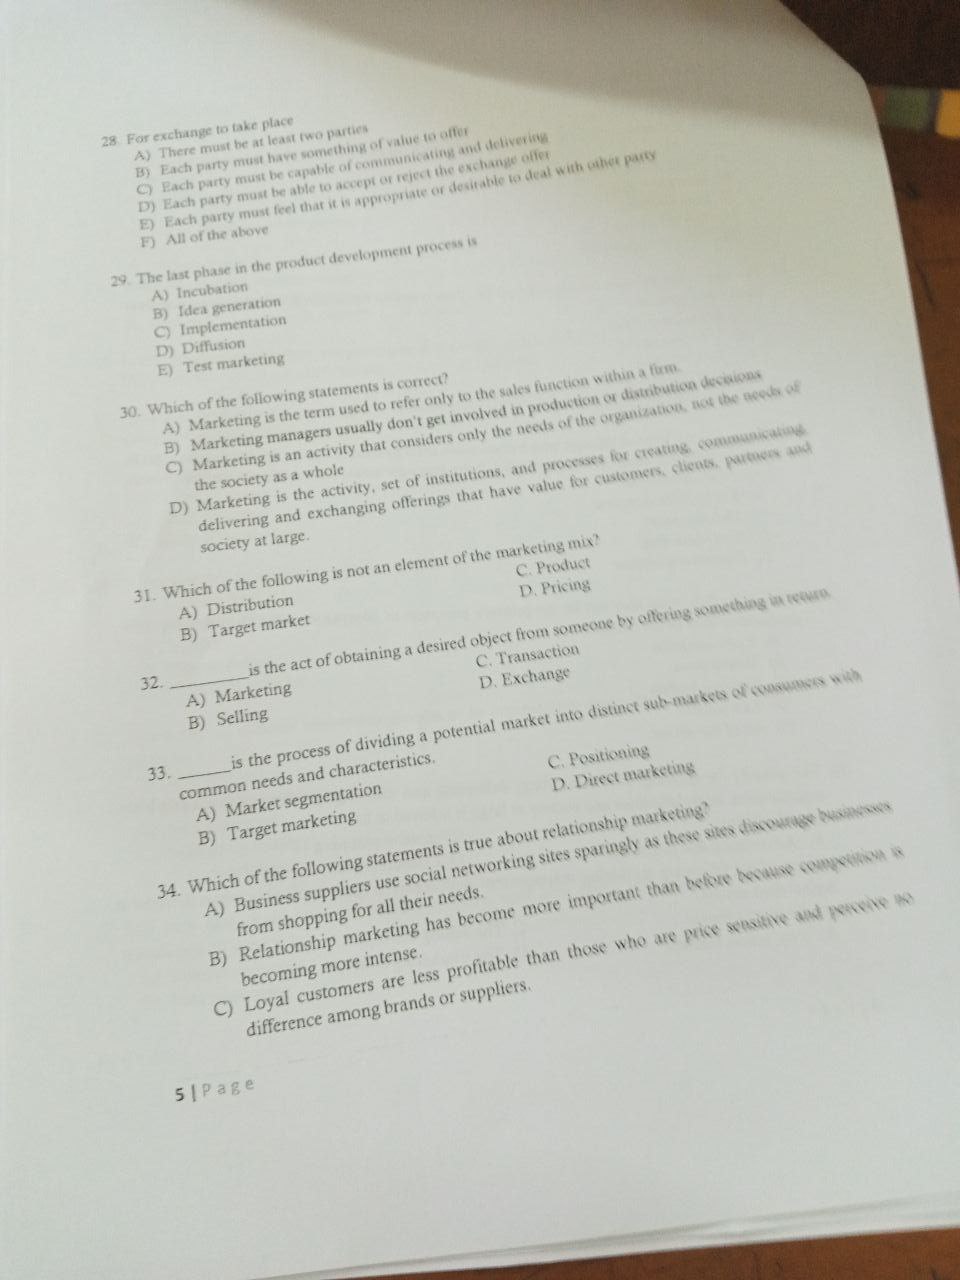 28. For exchange to take place
A) There must be at least two parties
B) Each party must have something of value to offer
C) Each party must be capable of communicating and delivering
D) Each party must be able to accept or reject the exchange offer
E) Each party must feel that it is appropriate or desirable to deal with other party
F) All of the above
29. The last phase in the product development process is
A) Incubation
B) Idea generation
C) Implementation
D) Diffusion
E) Test marketing
30. Which of the following statements is correct?
A) Marketing is the term used to refer only to the sales function within a firm.
B) Marketing managers usually don't get involved in production or distribution decisions
C) Marketing is an activity that considers only the needs of the organization, not the needs of
the society as a whole
D) Marketing is the activity, set of institutions, and processes for creating, communicating,
delivering and exchanging offerings that have value for customers, clients, partners and
society at large.
31. Which of the following is not an element of the marketing mix?
A) Distribution C. Product
B) Target market D. Pricing
32. ________ is the act of obtaining a desired object from someone by offering something in return.
A) Marketing C. Transaction
B) Selling D. Exchange
33. ______ is the process of dividing a potential market into distinct sub-markets of consumers with
common needs and characteristics.
A) Market segmentation C. Positioning
B) Target marketing D. Direct marketing
34. Which of the following statements is true about relationship marketing?
A) Business suppliers use social networking sites sparingly as these sites discourage businesses
from shopping for all their needs.
B) Relationship marketing has become more important than before because competition is
becoming more intense.
C) Loyal customers are less profitable than those who are price sensitive and perceive no
difference among brands or suppliers.
5 | Page